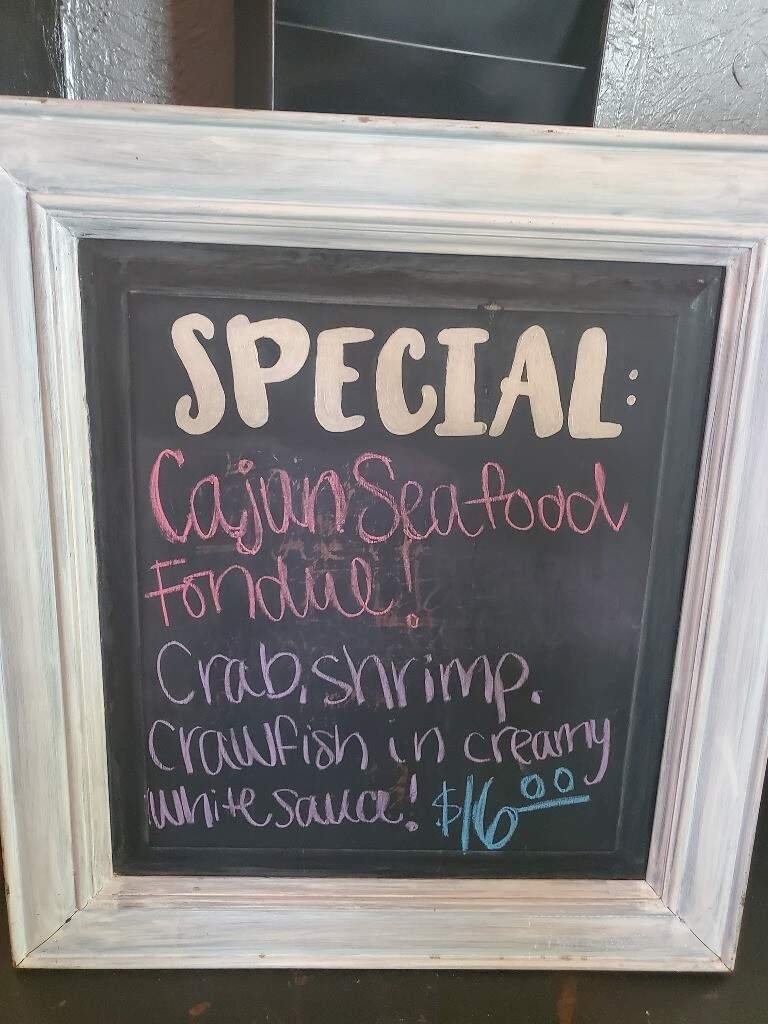 SPECIAL:
Cajun Seafood
Fondue!
Crab, shrimp,
crawfish in creamy
white sauce! $16.00